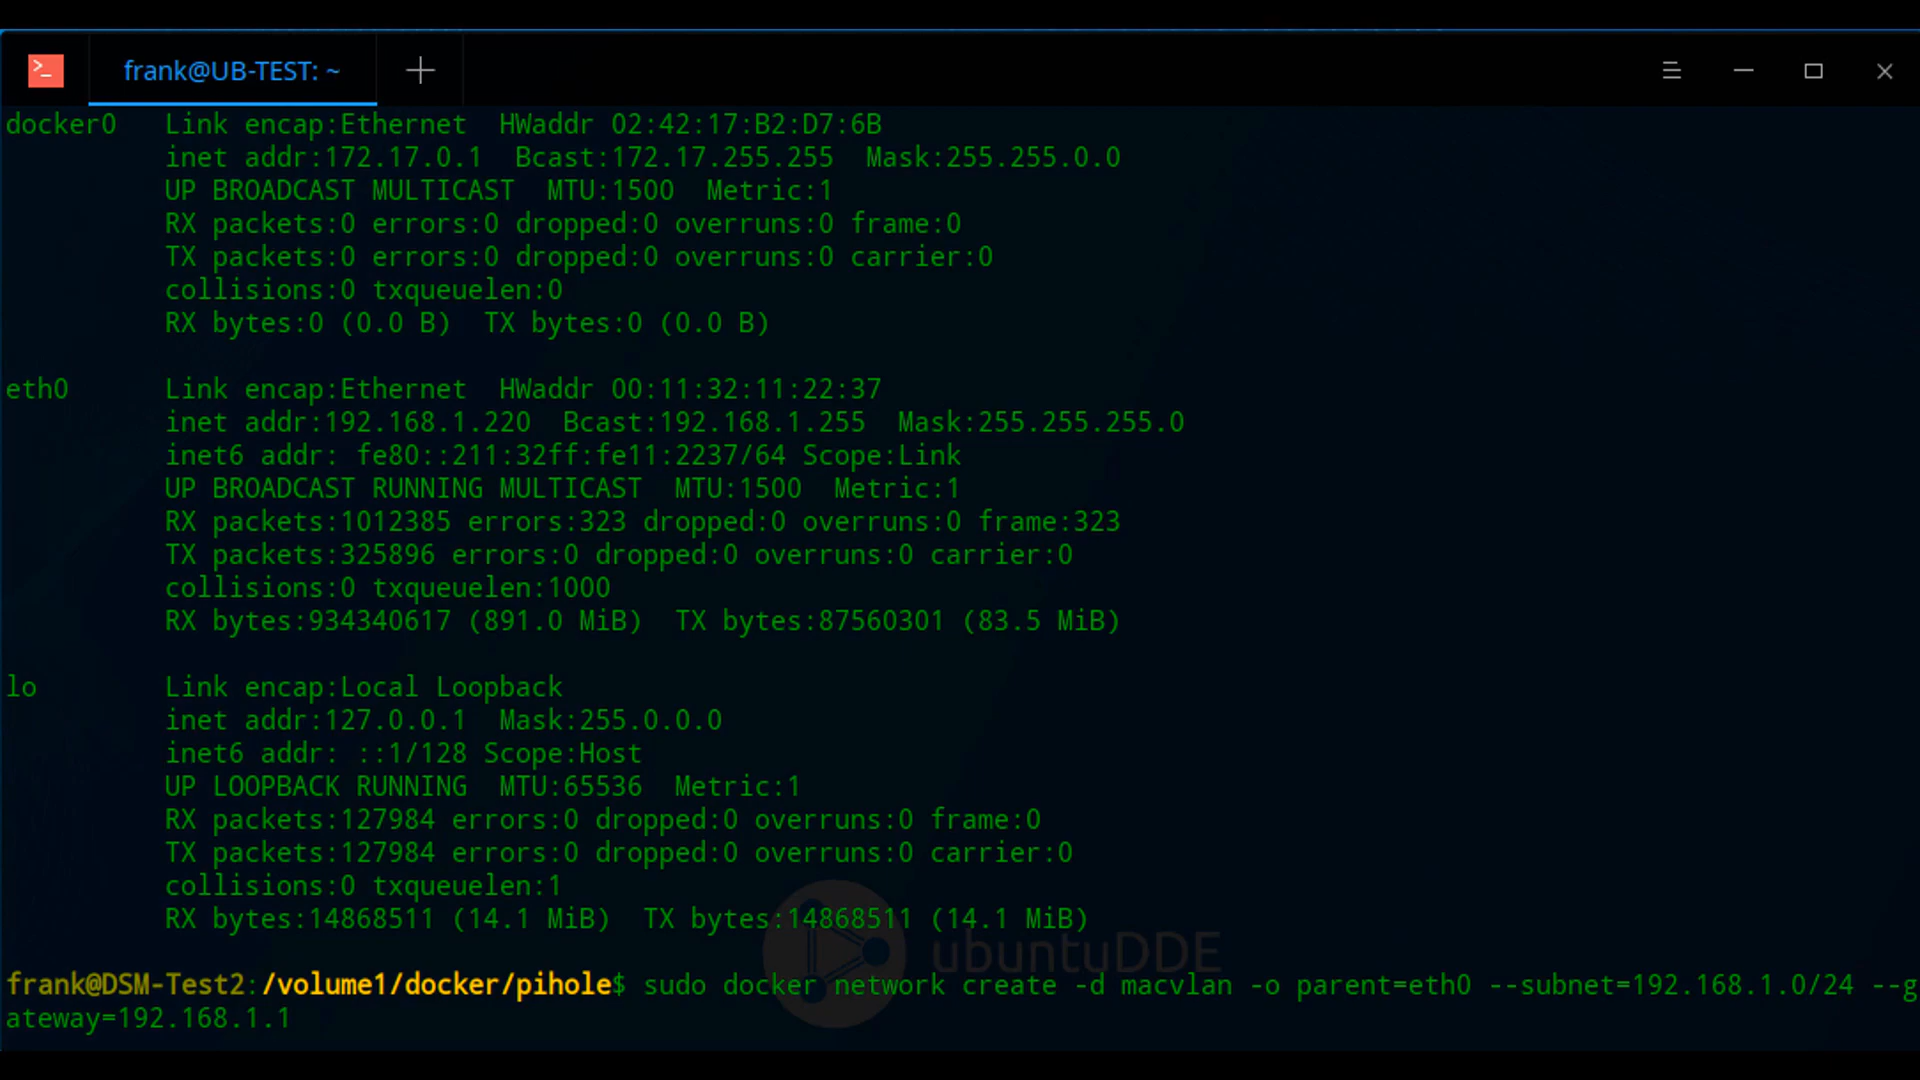 frank@UB-TEST: ~
docker0   Link encap:Ethernet  HWaddr 02:42:17:B2:D7:6B
          inet addr:172.17.0.1  Bcast:172.17.255.255  Mask:255.255.0.0
          UP BROADCAST MULTICAST  MTU:1500  Metric:1
          RX packets:0 errors:0 dropped:0 overruns:0 frame:0
          TX packets:0 errors:0 dropped:0 overruns:0 carrier:0
          collisions:0 txqueuelen:0
          RX bytes:0 (0.0 B)  TX bytes:0 (0.0 B)
eth0      Link encap:Ethernet  HWaddr 00:11:32:11:22:37
          inet addr:192.168.1.220  Bcast:192.168.1.255  Mask:255.255.255.0
          inet6 addr: fe80::211:32ff:fe11:2237/64 Scope:Link
          UP BROADCAST RUNNING MULTICAST  MTU:1500  Metric:1
          RX packets:1012385 errors:323 dropped:0 overruns:0 frame:323
          TX packets:325896 errors:0 dropped:0 overruns:0 carrier:0
          collisions:0 txqueuelen:1000
          RX bytes:934340617 (891.0 MiB)  TX bytes:87560301 (83.5 MiB)
lo        Link encap:Local Loopback
          inet addr:127.0.0.1  Mask:255.0.0.0
          inet6 addr: ::1/128 Scope:Host
          UP LOOPBACK RUNNING  MTU:65536  Metric:1
          RX packets:127984 errors:0 dropped:0 overruns:0 frame:0
          TX packets:127984 errors:0 dropped:0 overruns:0 carrier:0
          collisions:0 txqueuelen:1
          RX bytes:14868511 (14.1 MiB)  TX bytes:14868511 (14.1 MiB)
ubuntuDDE
frank@DSM-Test2:/volume1/docker/pihole$ sudo docker network create -d macvlan -o parent=eth0 --subnet=192.168.1.0/24 --g
ateway=192.168.1.1